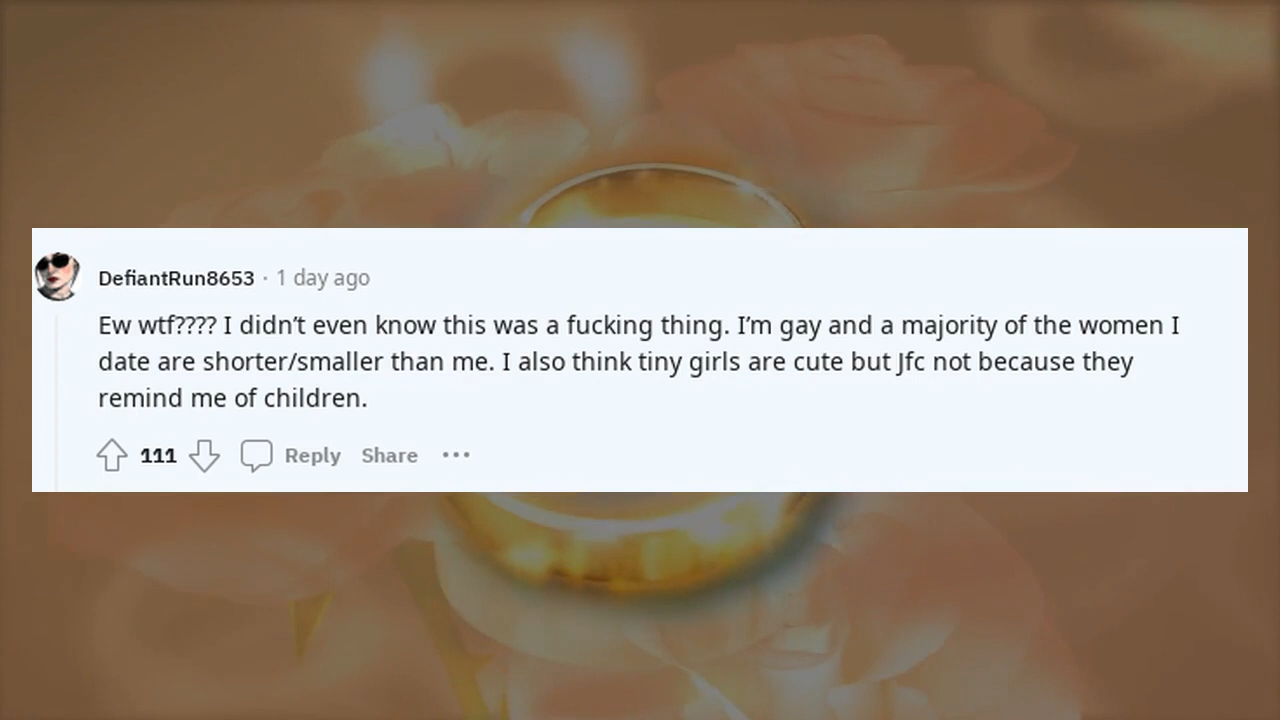 DefiantRun8653 · 1 day ago
Ew wtf???? I didn’t even know this was a fucking thing. I’m gay and a majority of the women I
date are shorter/smaller than me. I also think tiny girls are cute but Jfc not because they
remind me of children.
111 Reply Share ···